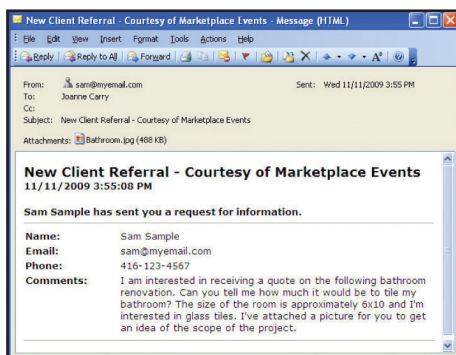 New Client Referral - Courtesy of Marketplace Events - Message (HTML)
File Edit View Insert Format Tools Actions Help
Reply Reply to All Forward
From: sam@myemail.com Sent: Wed 11/11/2009 3:55 PM
To: Joanne Carry
Cc:
Subject: New Client Referral - Courtesy of Marketplace Events
Attachments: Bathroom.jpg (488 KB)
New Client Referral - Courtesy of Marketplace Events
11/11/2009 3:55:08 PM
Sam Sample has sent you a request for information.
Name: Sam Sample
Email: sam@myemail.com
Phone: 416-123-4567
Comments: I am interested in receiving a quote on the following bathroom
renovation. Can you tell me how much it would be to tile my
bathroom? The size of the room is approximately 6x10 and I'm
interested in glass tiles. I've attached a picture for you to get
an idea of the scope of the project.